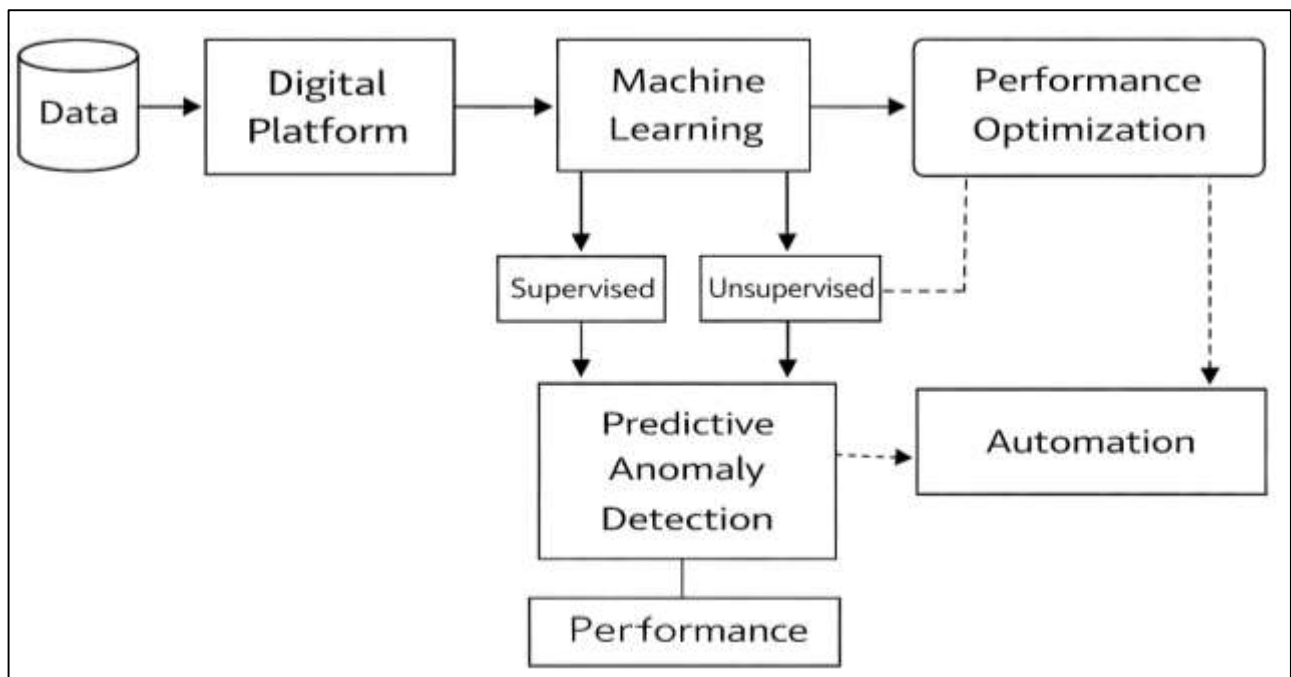 Data
Digital
Platform
Machine
Learning
Performance
Optimization
Supervised
Unsupervised
Predictive
Anomaly
Detection
Automation
Performance